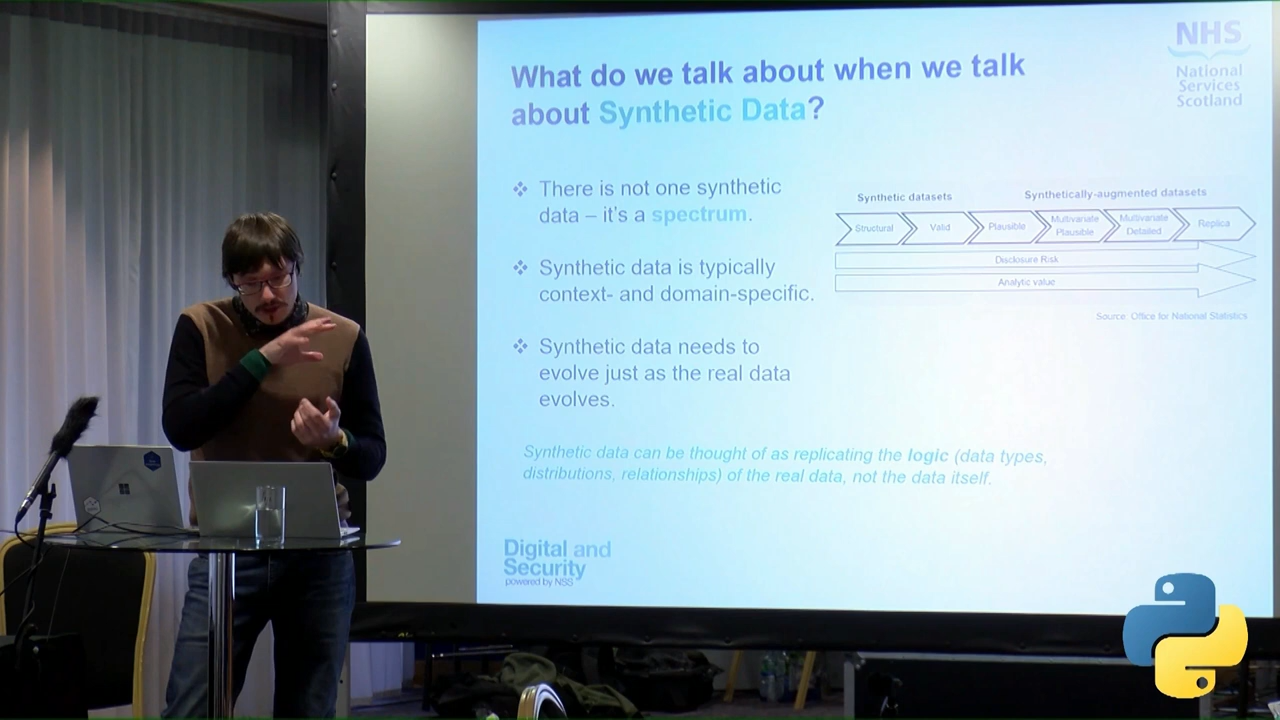 What do we talk about when we talk
about Synthetic Data?
NHS
National
Services
Scotland
❖ There is not one synthetic
data – it's a spectrum.
❖ Synthetic data is typically
context- and domain-specific.
❖ Synthetic data needs to
evolve just as the real data
evolves.
Synthetic datasets
Synthetically-augmented datasets
Structural
Valid
Plausible
Multivariate
Plausible
Multivariate
Detailed
Replica
Disclosure Risk
Analytic value
Source: Office for National Statistics
Synthetic data can be thought of as replicating the logic (data types,
distributions, relationships) of the real data, not the data itself.
Digital and
Security
powered by NSS